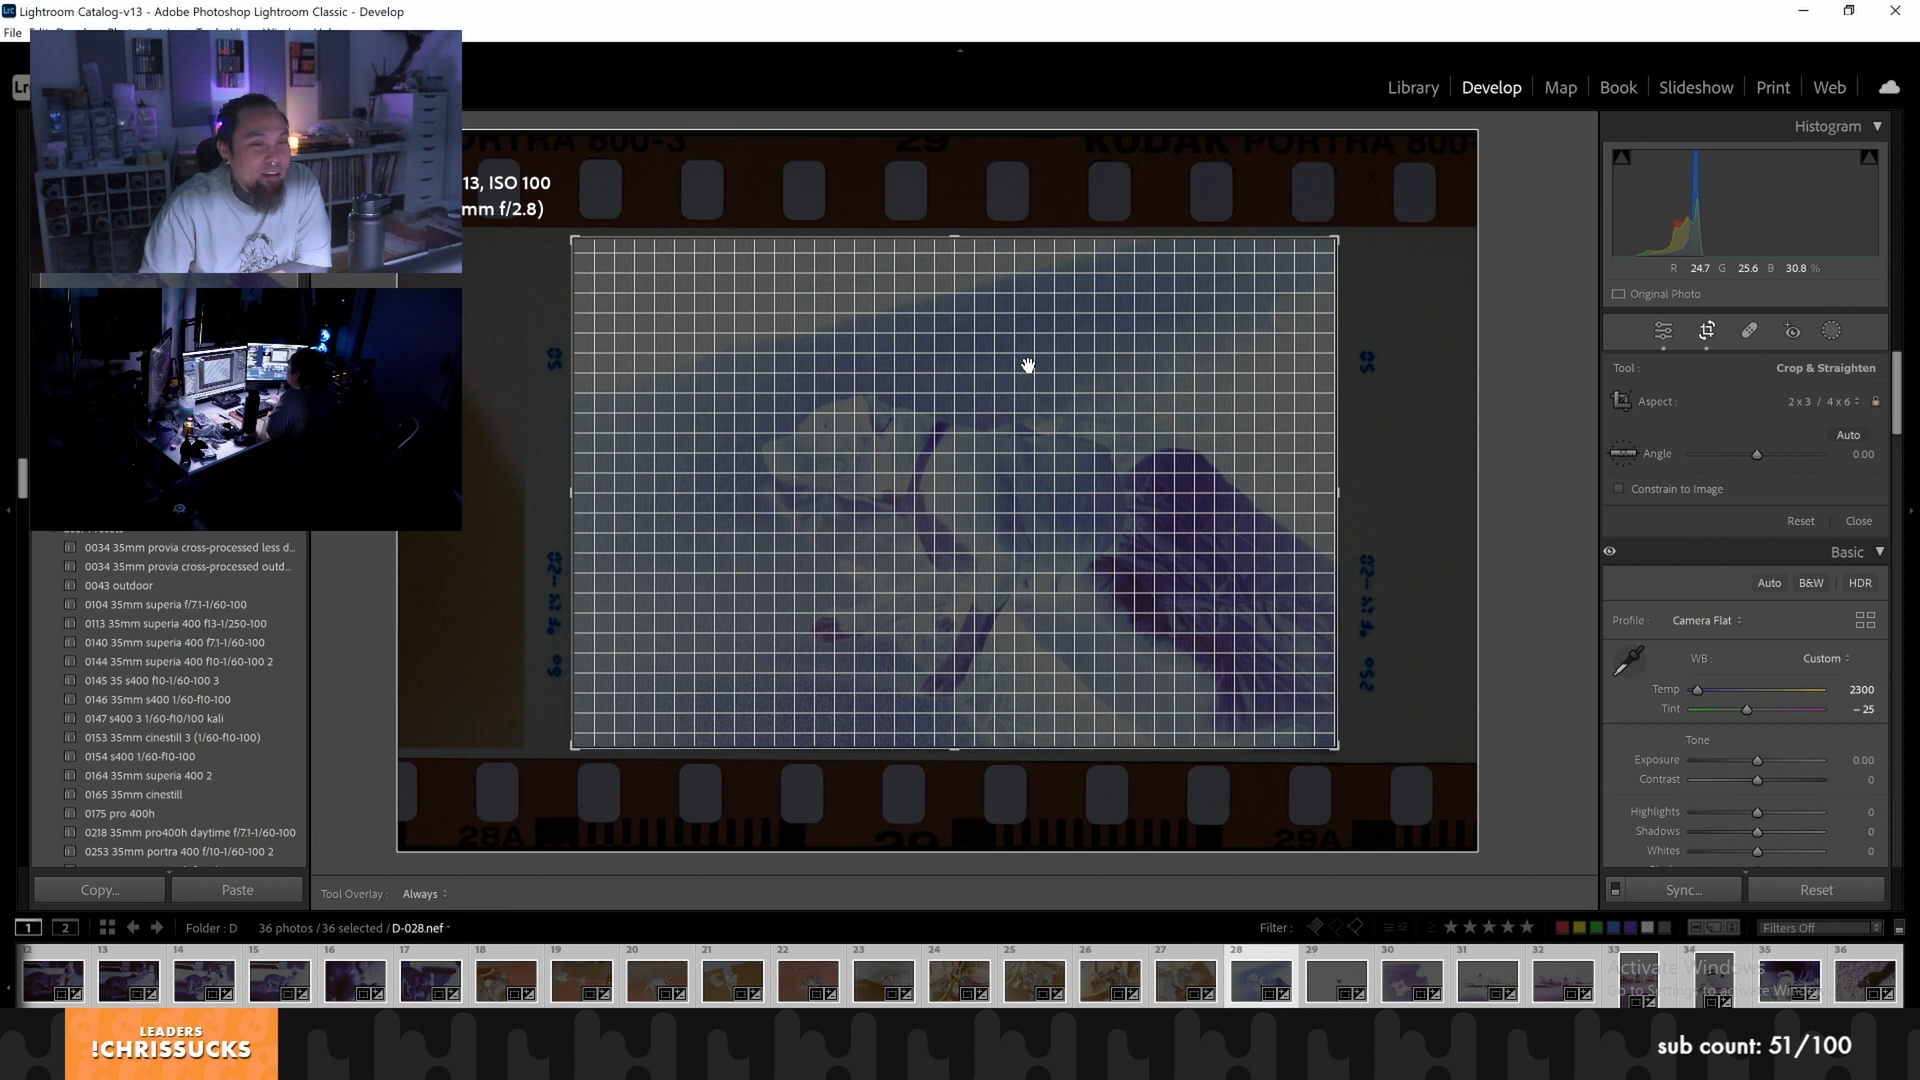 Lightroom Catalog-v13 - Adobe Photoshop Lightroom Classic - Develop
File
Library
Develop
Map
Book
Slideshow
Print
Web
Histogram
R 24.7 G 25.6 B 30.8 %
Original Photo
Tool : Crop & Straighten
Aspect : 2 x 3 / 4 x 6
Auto
Angle 0.00
Constrain to Image
Reset Close
Basic
Auto B&W HDR
Profile : Camera Flat
WB : Custom
Temp 2300
Tint - 25
Tone
Exposure 0.00
Contrast 0
Highlights 0
Shadows 0
Whites 0
Sync...
Reset
PORTRA 800-3 29 KODAK PORTRA 800-
13, ISO 100
mm f/2.8)
28A 29 29A
0034 35mm provia cross-processed less d...
0034 35mm provia cross-processed outd...
0043 outdoor
0104 35mm superia f/7.1-1/60-100
0113 35mm superia 400 f13-1/250-100
0140 35mm superia 400 f7.1-1/60-100
0144 35mm superia 400 f10-1/60-100 2
0145 35 s400 f10-1/60-100 3
0146 35mm s400 1/60-f10-100
0147 s400 3 1/60-f10/100 kali
0153 35mm cinestill 3 (1/60-f10-100)
0154 s400 1/60-f10-100
0164 35mm superia 400 2
0165 35mm cinestill
0175 pro 400h
0218 35mm pro400h daytime f/7.1-1/60-100
0253 35mm portra 400 f/10-1/60-100 2
Copy...
Paste
Tool Overlay : Always
1 2 Folder : D 36 photos / 36 selected / D-028.nef
Filter :
Filters Off
12 13 14 15 16 17 18 19 20 21 22 23 24 25 26 27 28 29 30 31 32 33 34 35 36
Activate Windows
Go to Settings to activate Windows.
LEADERS
!CHRISSUCKS
sub count: 51/100